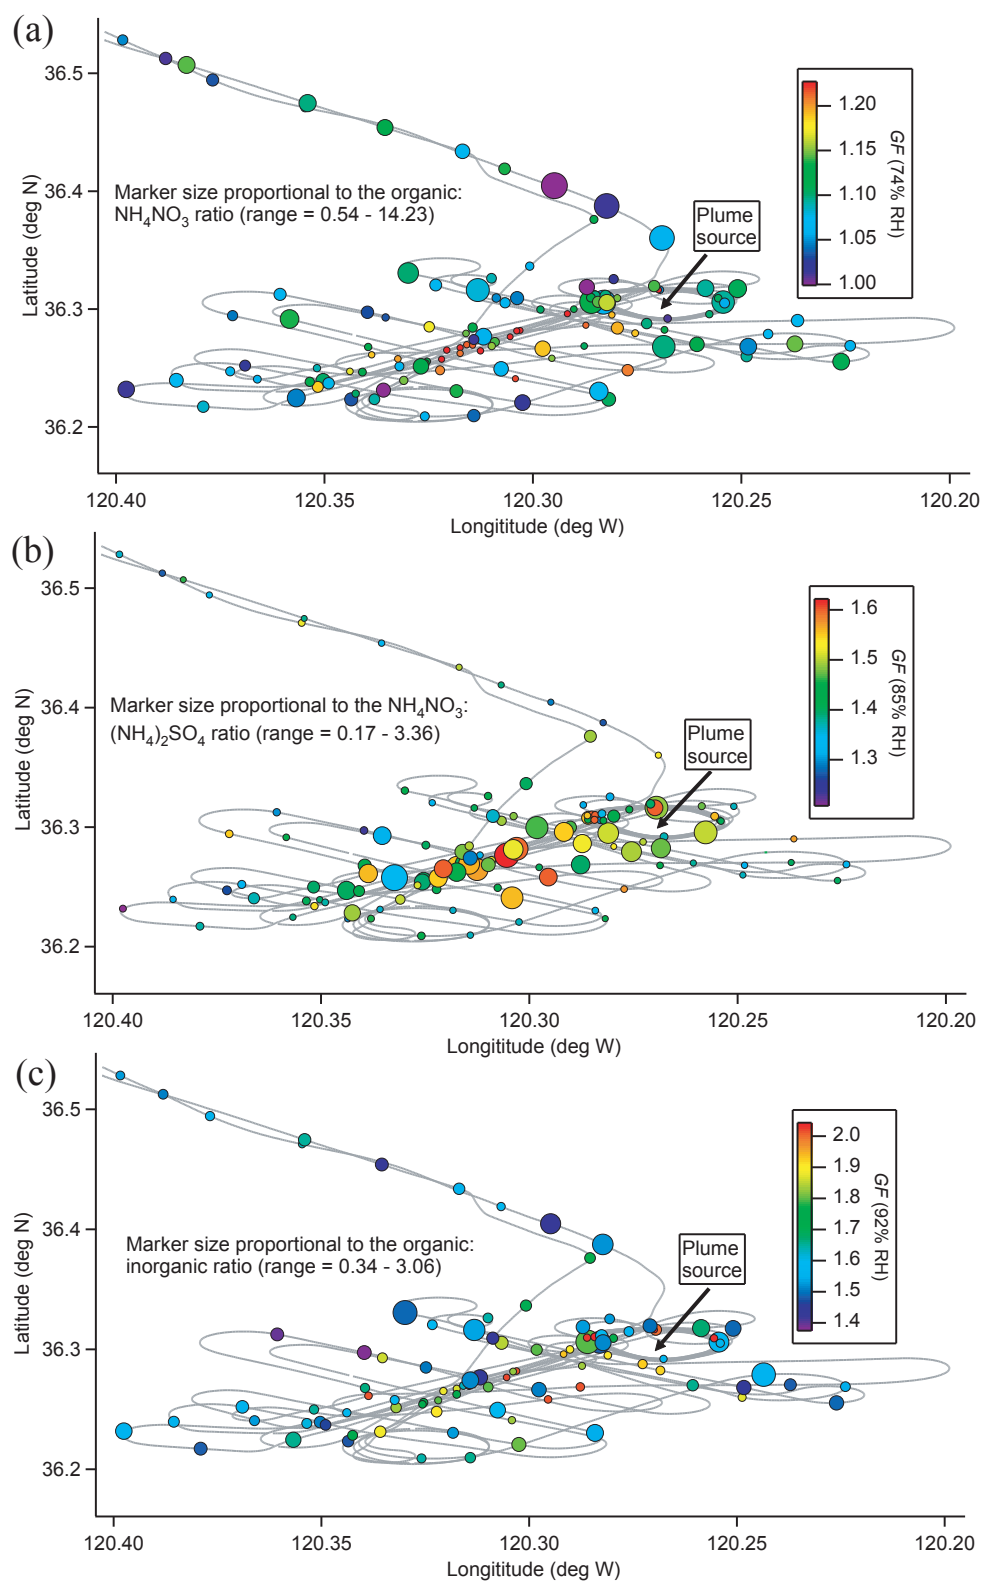 (a)
36.5
36.4
36.3
36.2
Latitude (deg N)
Marker size proportional to the organic:
NH4NO3 ratio (range = 0.54 - 14.23)
Plume
source
1.20
1.15
1.10
1.05
1.00
GF (74% RH)
120.40
120.35
120.30
120.25
120.20
Longititude (deg W)
(b)
36.5
36.4
36.3
36.2
Latitude (deg N)
Marker size proportional to the NH4NO3:
(NH4)2SO4 ratio (range = 0.17 - 3.36)
Plume
source
1.6
1.5
1.4
1.3
GF (85% RH)
120.40
120.35
120.30
120.25
120.20
Longititude (deg W)
(c)
36.5
36.4
36.3
36.2
Latitude (deg N)
Marker size proportional to the organic:
inorganic ratio (range = 0.34 - 3.06)
Plume
source
2.0
1.9
1.8
1.7
1.6
1.5
1.4
GF (92% RH)
120.40
120.35
120.30
120.25
120.20
Longititude (deg W)